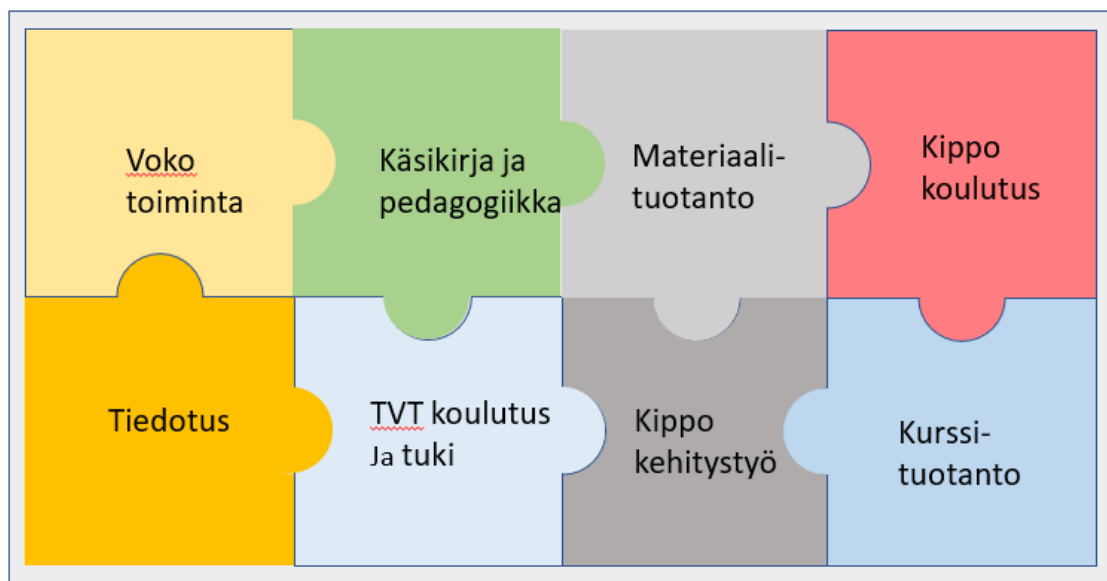 Voko
toiminta
Käsikirja ja
pedagogiikka
Materiaali-
tuotanto
Kippo
koulutus
Tiedotus
TVT koulutus
Ja tuki
Kippo
kehitystyö
Kurssi-
tuotanto